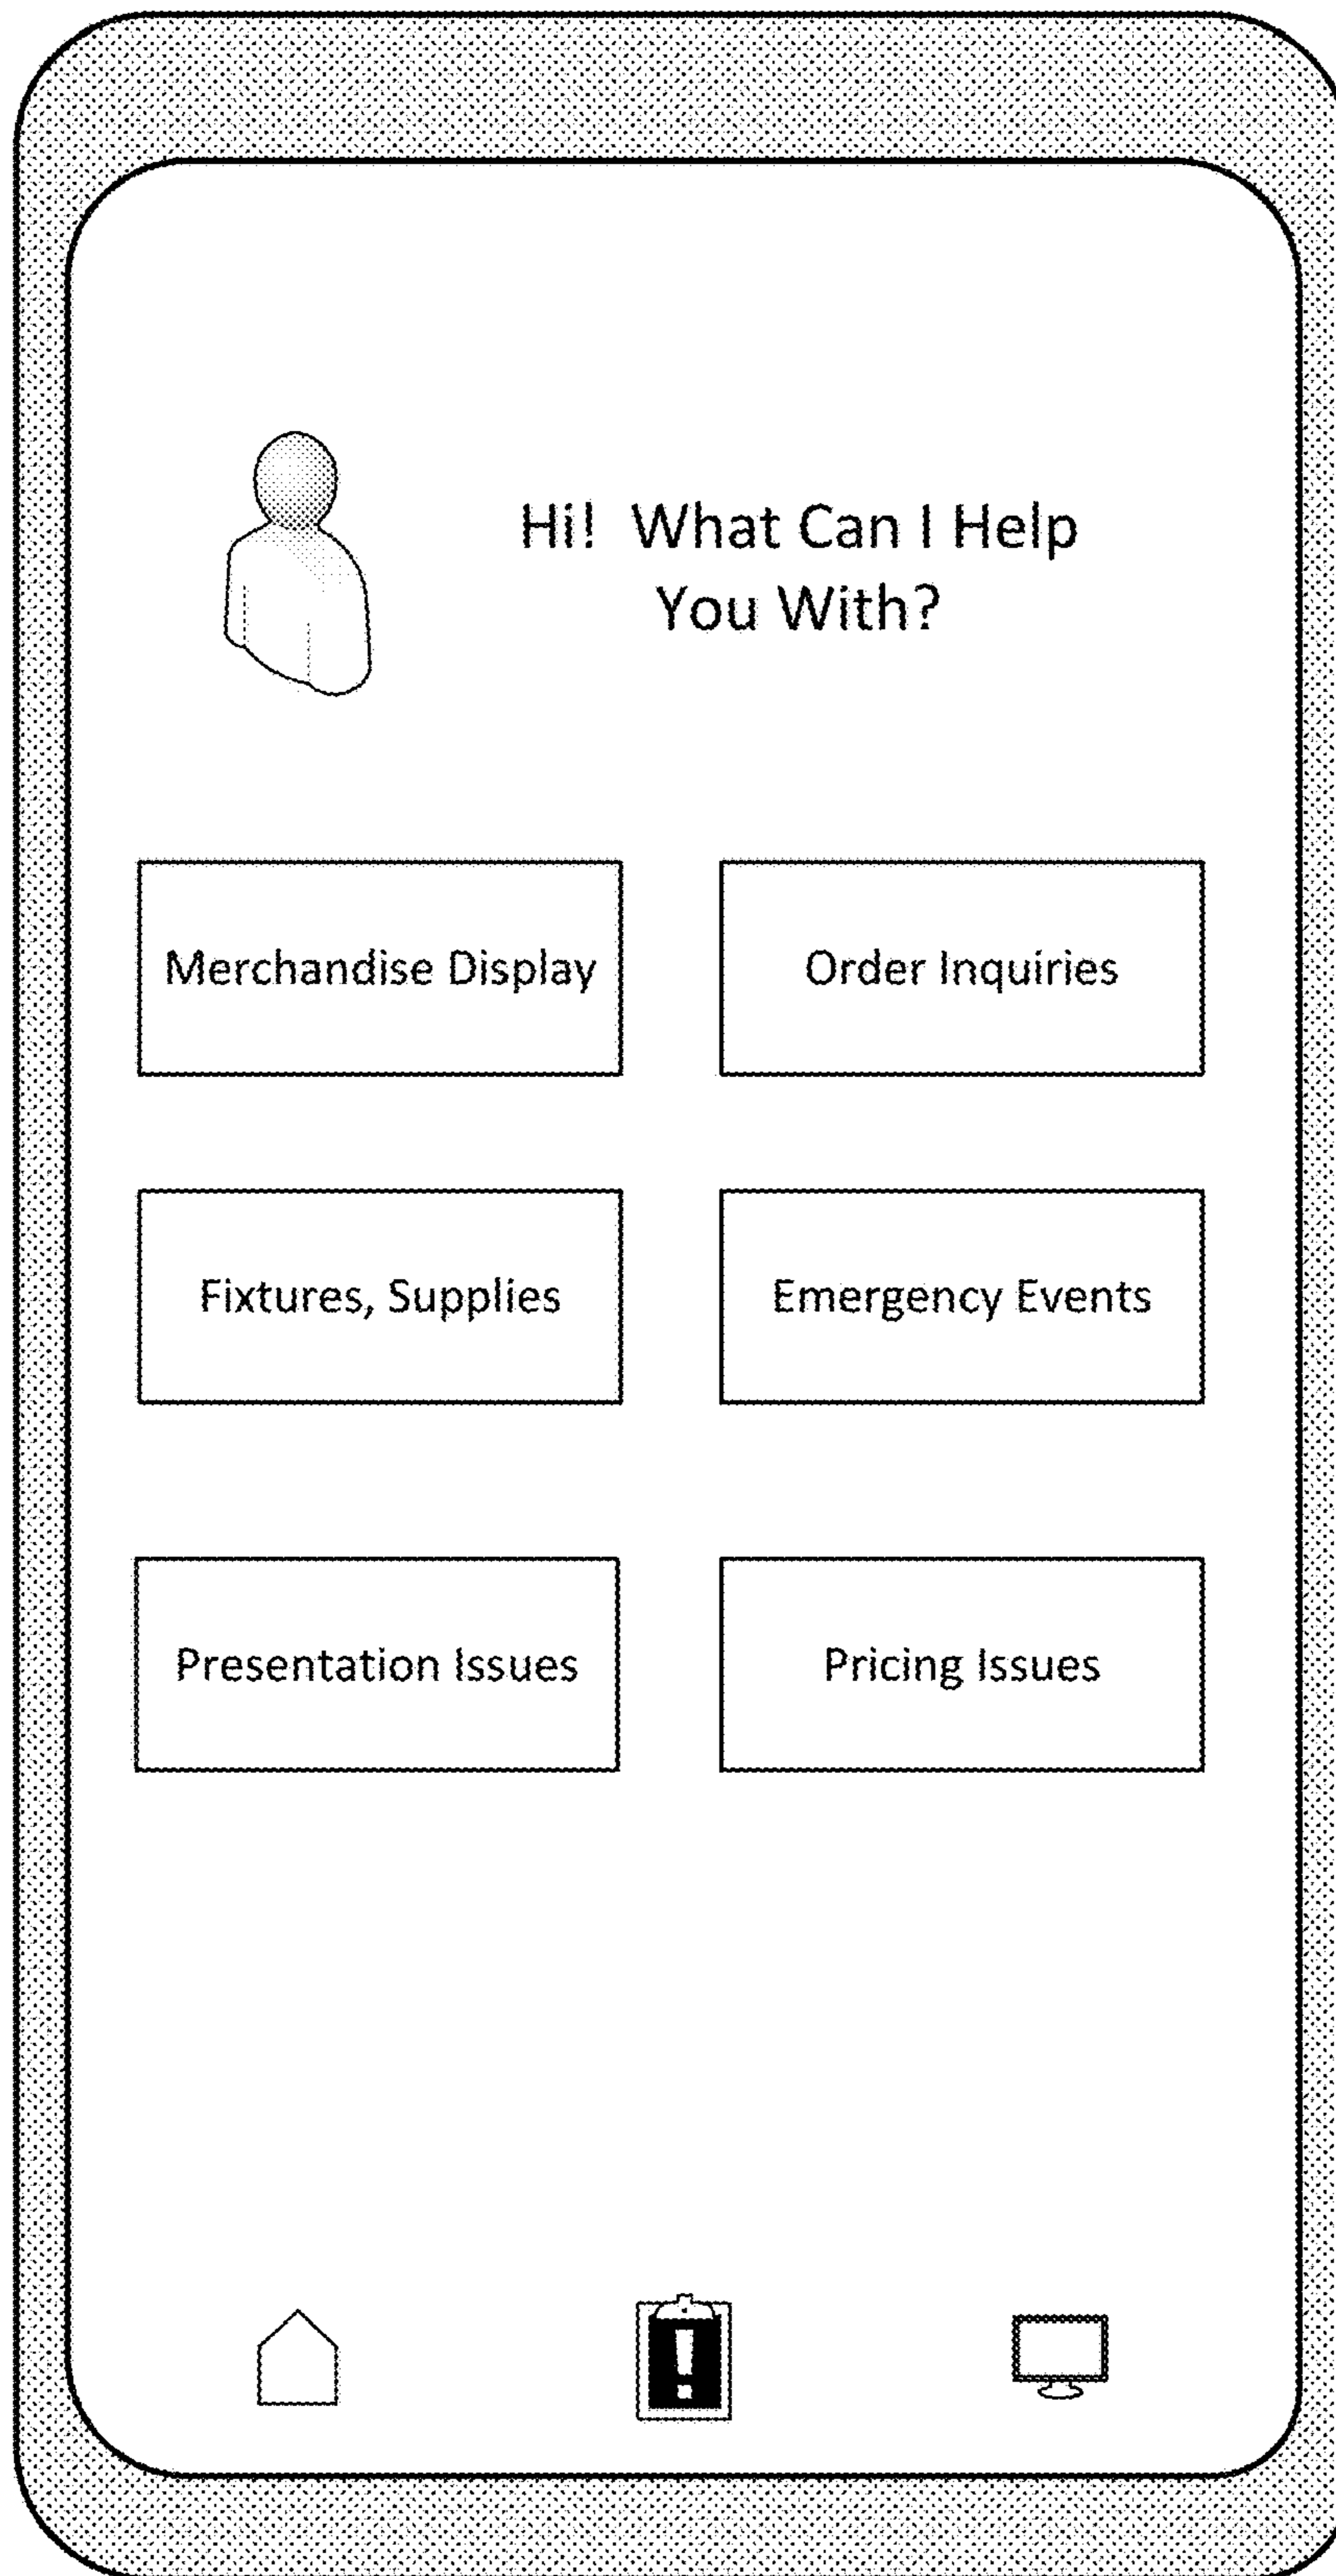 Hi!  What Can I Help
You With?
Merchandise Display
Order Inquiries
Fixtures, Supplies
Emergency Events
Presentation Issues
Pricing Issues
!